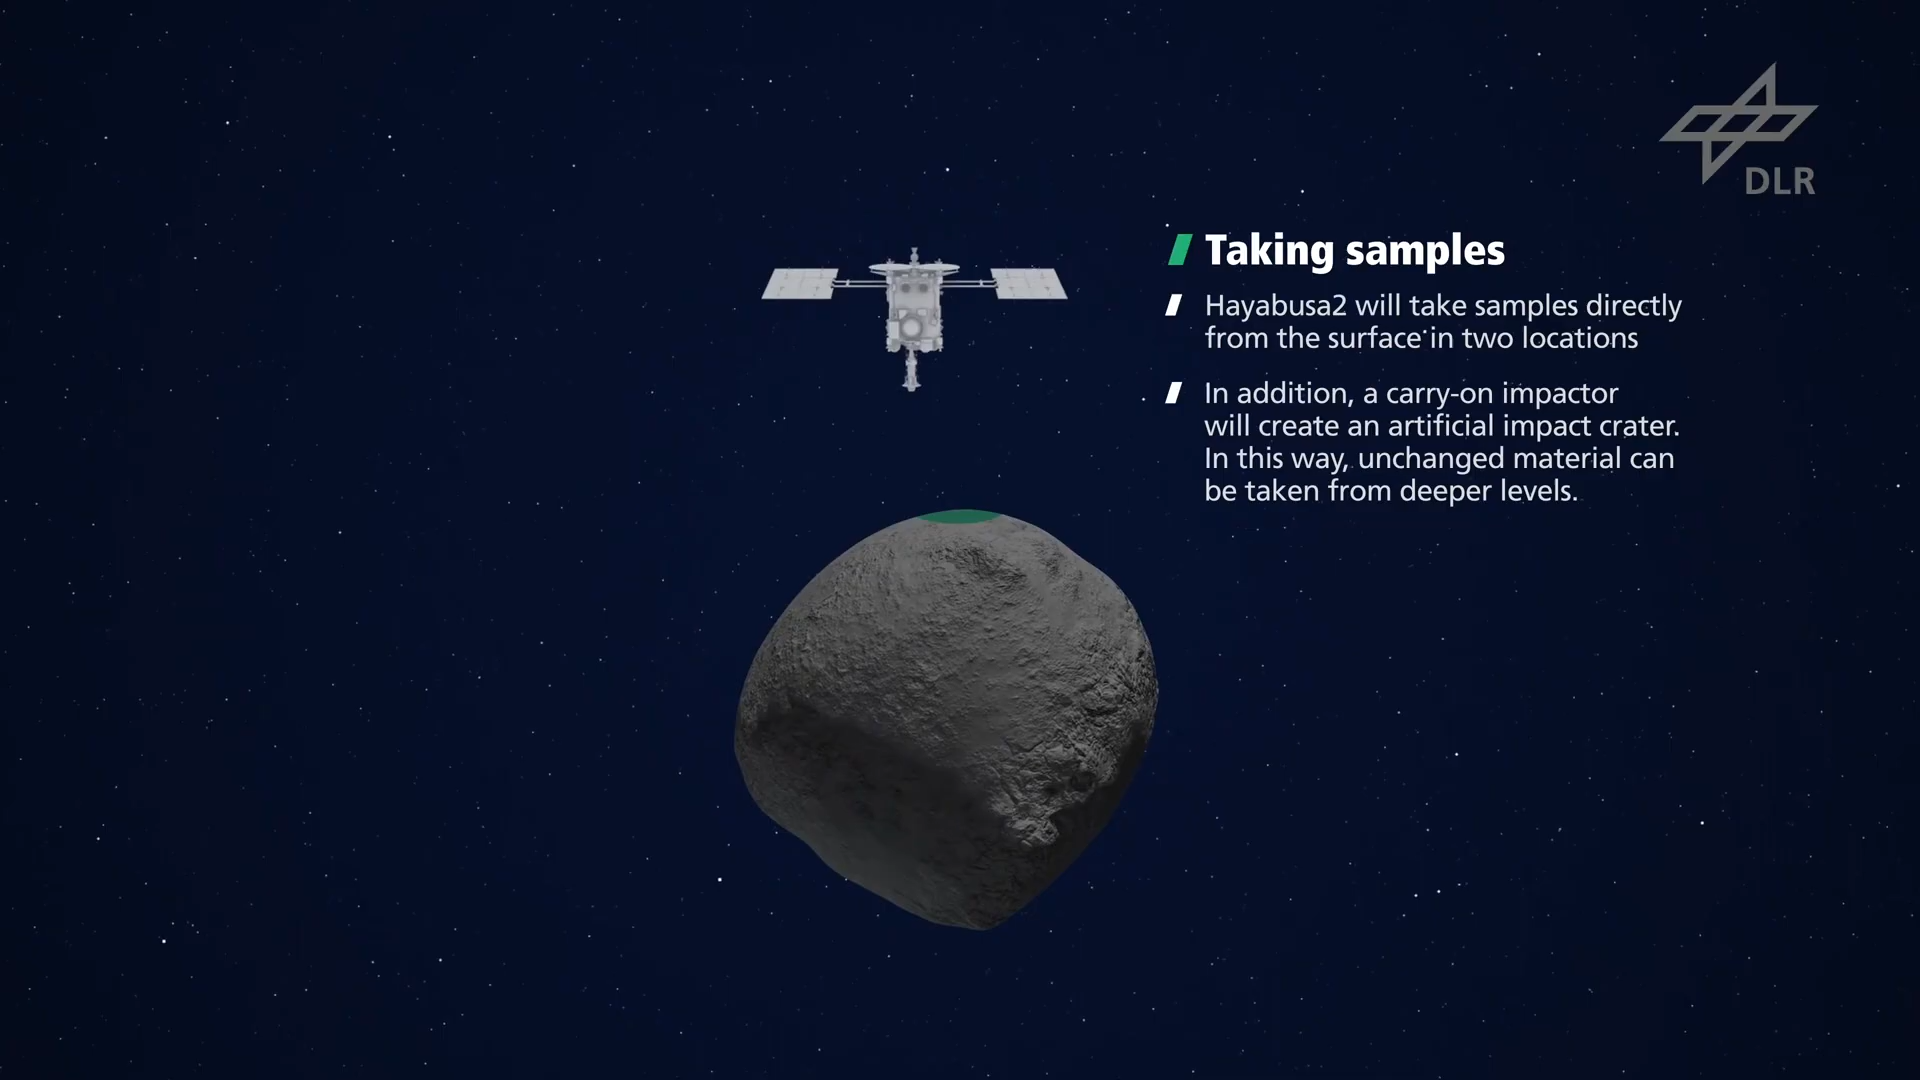 DLR
Taking samples
Hayabusa2 will take samples directly
from the surface in two locations
In addition, a carry-on impactor
will create an artificial impact crater.
In this way, unchanged material can
be taken from deeper levels.